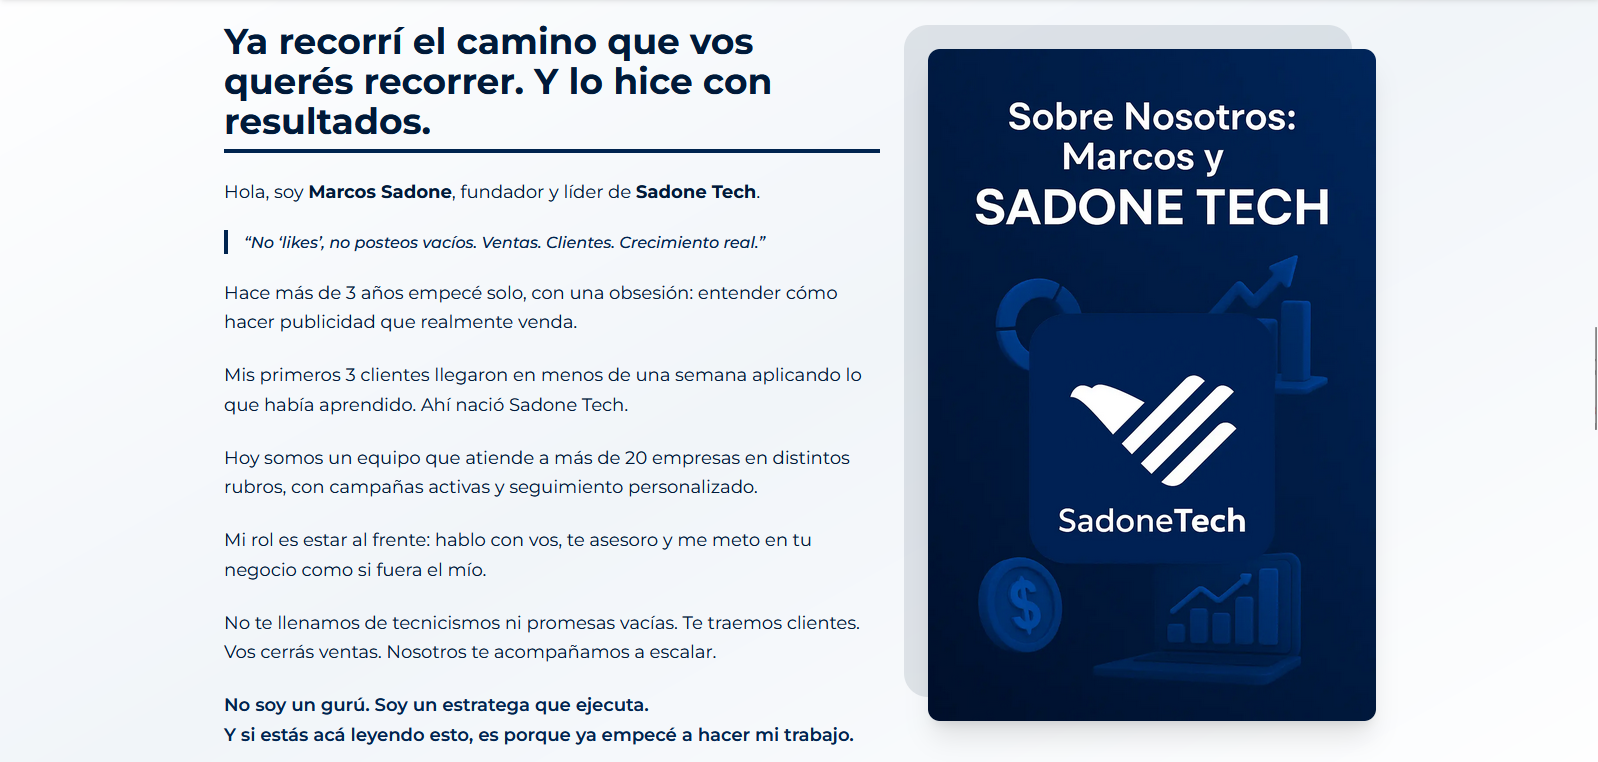 Ya recorrí el camino que vos
querés recorrer. Y lo hice con
resultados.
Hola, soy Marcos Sadone, fundador y líder de Sadone Tech.
“No ‘likes’, no posteos vacíos. Ventas. Clientes. Crecimiento real.”
Hace más de 3 años empecé solo, con una obsesión: entender cómo
hacer publicidad que realmente venda.
Mis primeros 3 clientes llegaron en menos de una semana aplicando lo
que había aprendido. Ahí nació Sadone Tech.
Hoy somos un equipo que atiende a más de 20 empresas en distintos
rubros, con campañas activas y seguimiento personalizado.
Mi rol es estar al frente: hablo con vos, te asesoro y me meto en tu
negocio como si fuera el mío.
No te llenamos de tecnicismos ni promesas vacías. Te traemos clientes.
Vos cerrás ventas. Nosotros te acompañamos a escalar.
No soy un gurú. Soy un estratega que ejecuta.
Y si estás acá leyendo esto, es porque ya empecé a hacer mi trabajo.
Sobre Nosotros:
Marcos y
SADONE TECH
SadoneTech
$